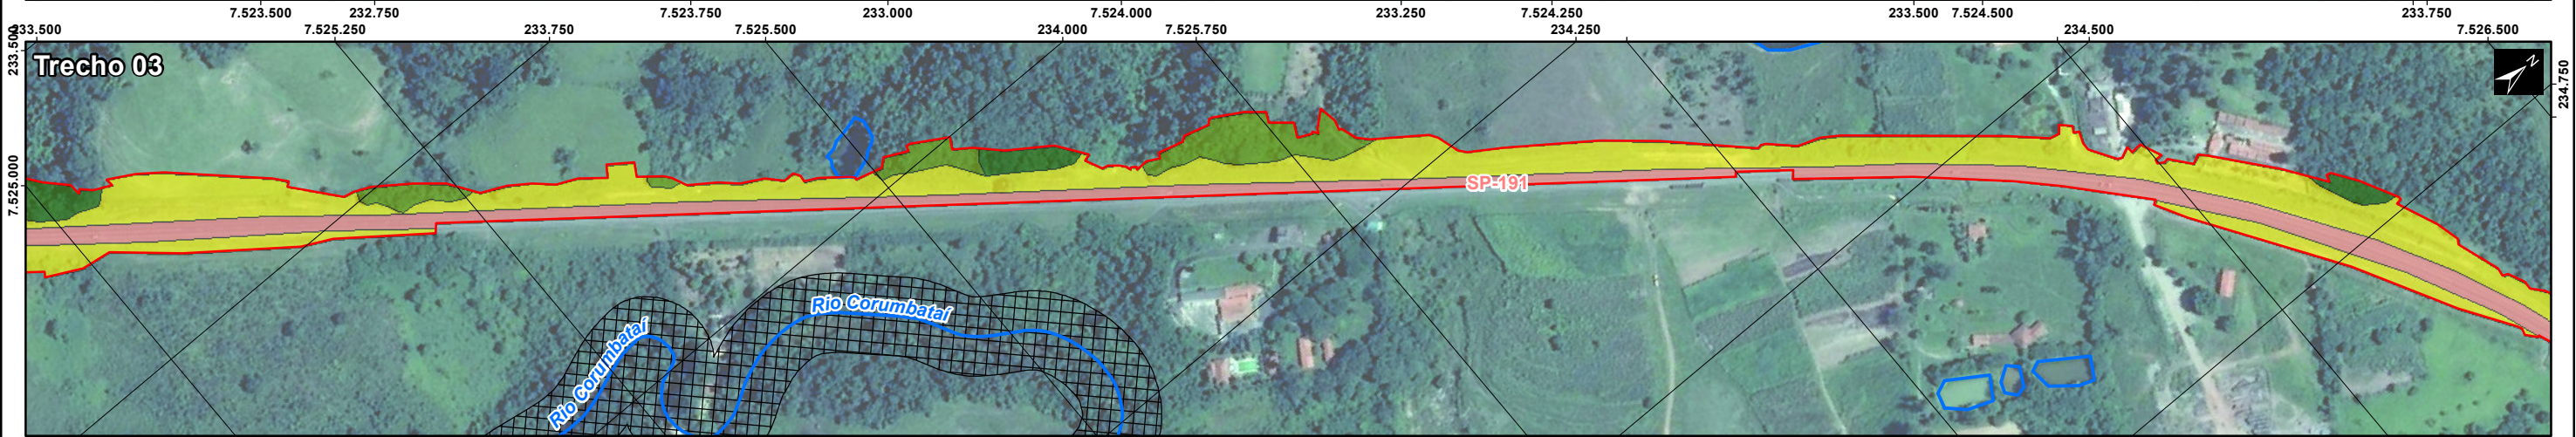 7.523.500 232.750 7.523.750 233.000 7.524.000 233.250 7.524.250 233.500 7.524.500 233.750
233.500 7.525.250 233.750 7.525.500 234.000 7.525.750 234.250 234.500 7.526.500
233.500
Trecho 03
N
234.750
7.525.000
SP-191
Rio Corumbataí
Rio Corumbataí